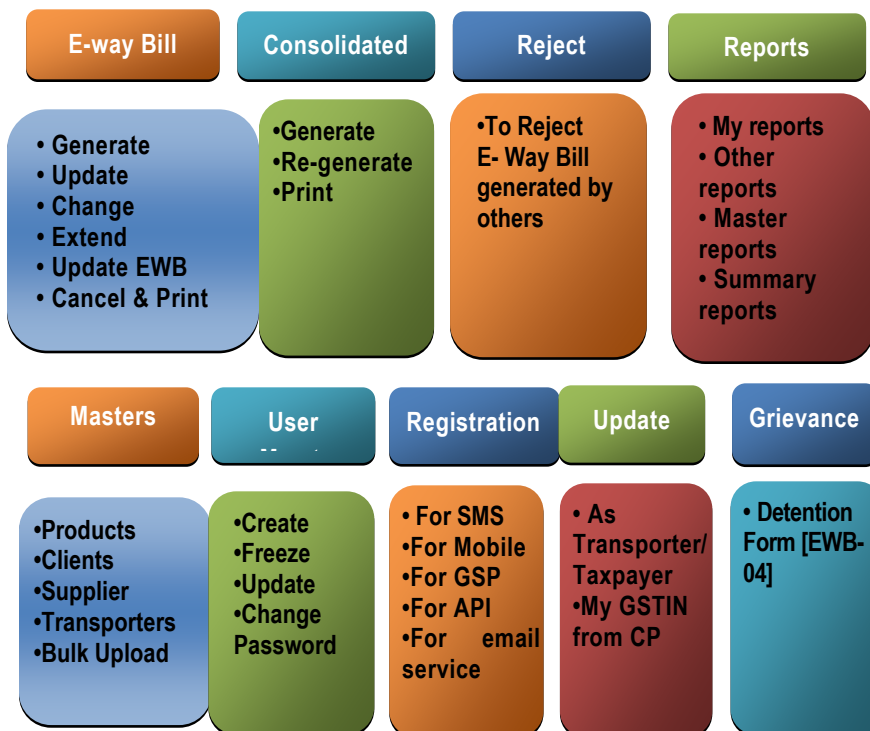 E-way Bill
Consolidated
Reject
Reports
• Generate
• Update
• Change
• Extend
• Update EWB
• Cancel & Print
•Generate
•Re-generate
•Print
•To Reject
E- Way Bill
generated by
others
• My reports
• Other
reports
• Master
reports
• Summary
reports
Masters
User
Registration
Update
Grievance
•Products
•Clients
•Supplier
•Transporters
•Bulk Upload
•Create
•Freeze
•Update
•Change
Password
• For SMS
•For Mobile
•For GSP
•For API
•For email
service
• As
Transporter/
Taxpayer
•My GSTIN
from CP
• Detention
Form [EWB-
04]